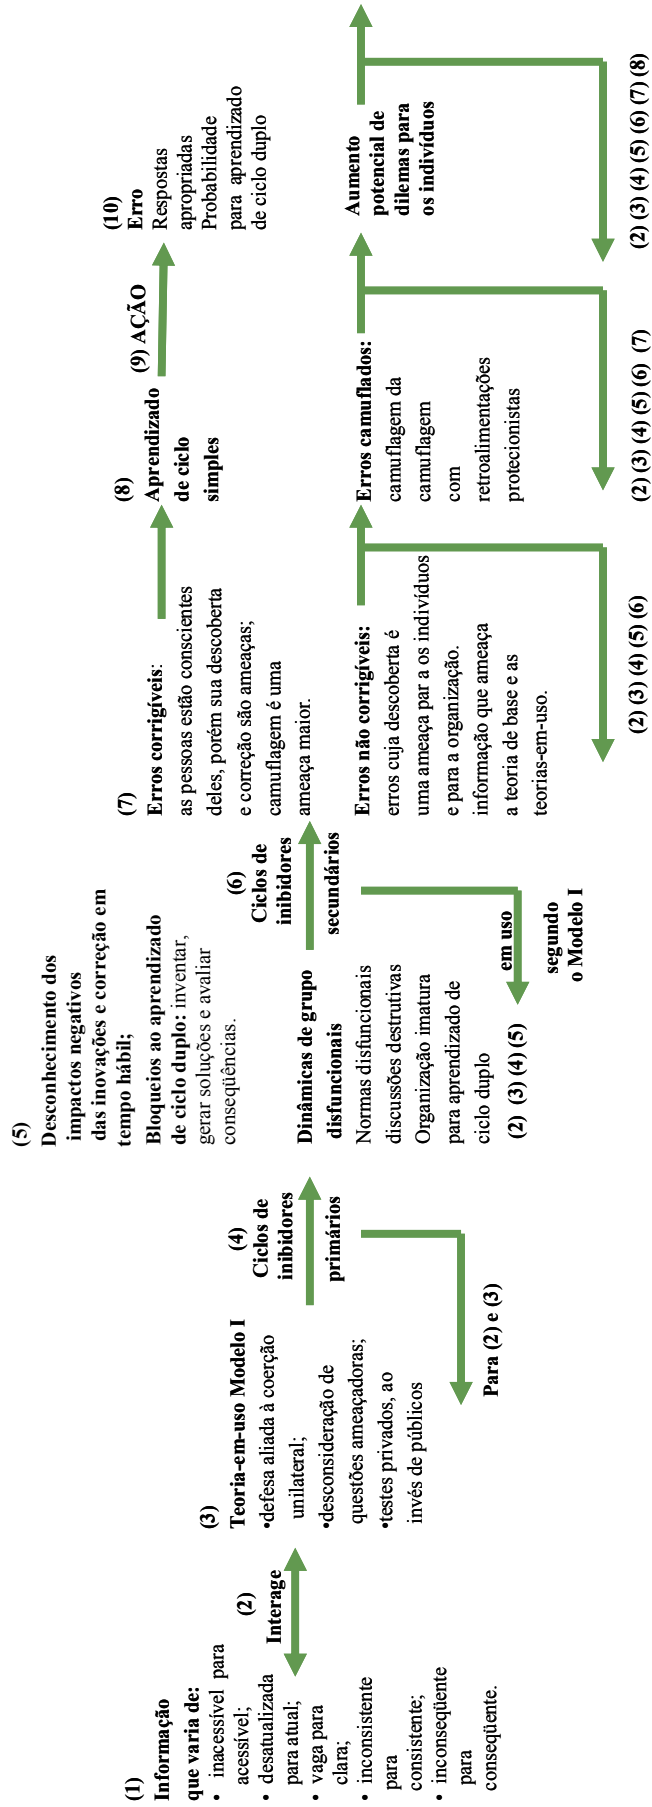 (1)
Informação
que varia de:
• inacessível para
acessível;
• desatualizada
para atual;
• vaga para
clara;
• inconsistente
para
consistente;
• inconseqüente
para
conseqüente.
(2)
Interage
(3)
Teoria-em-uso Modelo I
•defesa aliada à coerção
unilateral;
•desconsideração de
questões ameaçadoras;
•testes privados, ao
invés de públicos
(4)
Ciclos de
inibidores
primários
Para (2) e (3)
(5)
Desconhecimento dos
impactos negativos
das inovações e correção em
tempo hábil;
Bloqueios ao aprendizado
de ciclo duplo: inventar,
gerar soluções e avaliar
conseqüências.
Dinâmicas de grupo
disfuncionais
Normas disfuncionais
discussões destrutivas
Organização imatura
para aprendizado de
ciclo duplo
(2) (3) (4) (5)
(6)
Ciclos de
inibidores
secundários
em uso
segundo
o Modelo I
(7)
Erros corrigíveis:
as pessoas estão conscientes
deles, porém sua descoberta
e correção são ameaças;
camuflagem é uma
ameaça maior.
Erros não corrigíveis:
erros cuja descoberta é
uma ameaça par a os indivíduos
e para a organização.
informação que ameaça
a teoria de base e as
teorias-em-uso.
(2) (3) (4) (5) (6)
(8)
Aprendizado
de ciclo
simples
Erros camuflados:
camuflagem da
camuflagem
com
retroalimentações
protecionistas
(2) (3) (4) (5) (6) (7)
(9) AÇÃO
(10)
Erro
Respostas
apropriadas
Probabilidade
para aprendizado
de ciclo duplo
Aumento
potencial de
dilemas para
os indivíduos
(2) (3) (4) (5) (6) (7) (8)